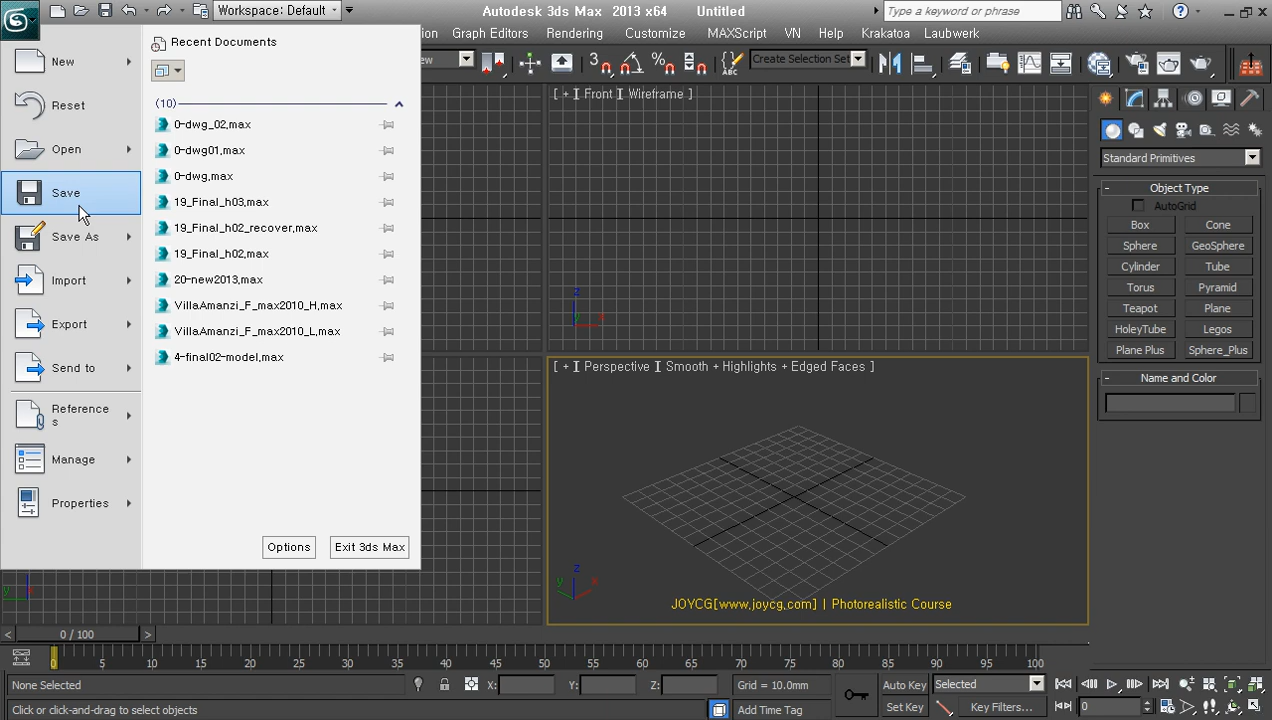 Workspace: Default
Autodesk 3ds Max  2013 x64    Untitled
Type a keyword or phrase
Graph Editors
Rendering
Customize
MAXScript
VN
Help
Krakatoa
Laubwerk
Create Selection Set
Recent Documents
New
Reset
Open
Save
Save As
Import
Export
Send to
Reference
s
Manage
Properties
(10)
0-dwg_02.max
0-dwg01.max
0-dwg.max
19_Final_h03.max
19_Final_h02_recover.max
19_Final_h02.max
20-new2013.max
VillaAmanzi_F_max2010_H.max
VillaAmanzi_F_max2010_L.max
4-final02-model.max
Options
Exit 3ds Max
[ + ] Front ] Wireframe ]
z
y
x
[ + ] Perspective ] Smooth + Highlights + Edged Faces ]
z
y
x
JOYCG[www.joycg.com] | Photorealistic Course
y
x
Standard Primitives
- Object Type
AutoGrid
Box
Cone
Sphere
GeoSphere
Cylinder
Tube
Torus
Pyramid
Teapot
Plane
HoleyTube
Legos
Plane Plus
Sphere_Plus
- Name and Color
< 0 / 100 >
0 5 10 15 20 25 30 35 40 45 50 55 60 65 70 75 80 85 90 95 100
None Selected
X:
Y:
Z:
Grid = 10.0mm
Auto Key
Selected
Click or click-and-drag to select objects
Add Time Tag
Set Key
Key Filters...
0